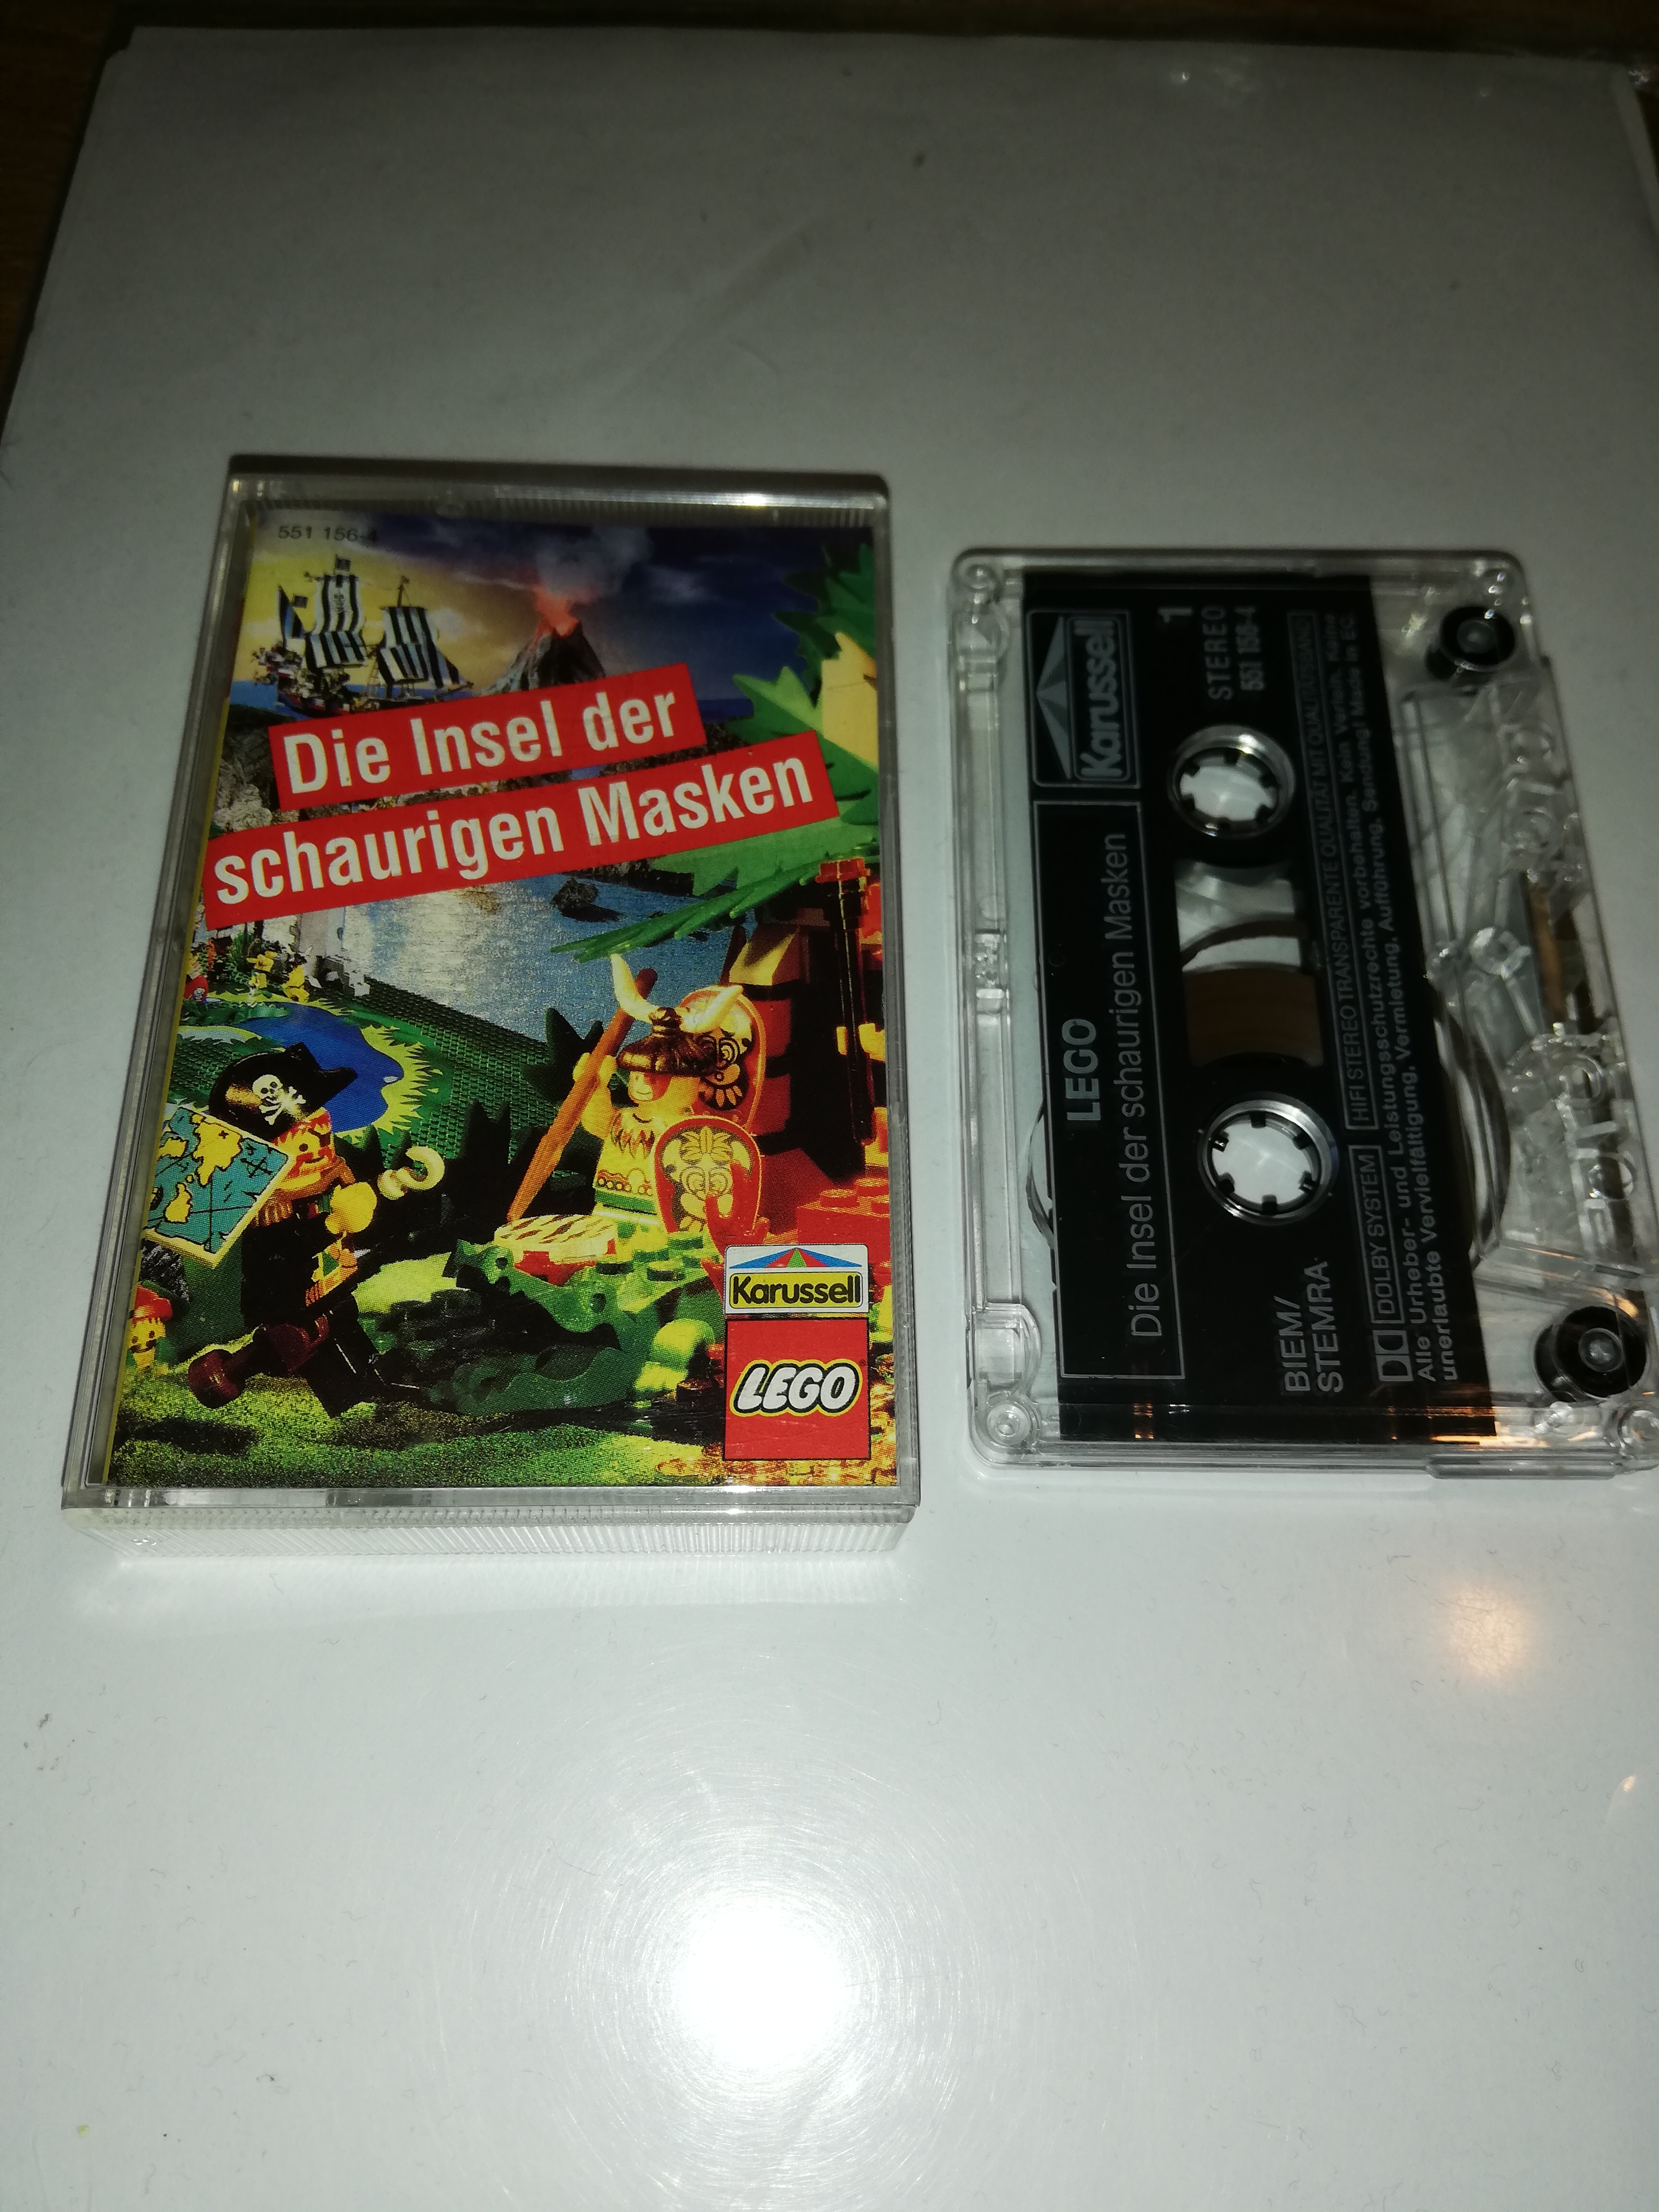 551 156-4
Die Insel der
schaurigen Masken
Karussell
LEGO
Karussell
1
STEREO
551 156-4
LEGO
Die Insel der schaurigen Masken
BIEM/
STEMRA
DOLBY SYSTEM
HIFI STEREO TRANSPARENTE QUALITÄT MIT QUALITÄTSBAND
Alle Urheber- und Leistungsschutzrechte vorbehalten. Kein Verleih. Keine
unerlaubte Vervielfältigung, Vermietung, Aufführung, Sendung! Made in EC.